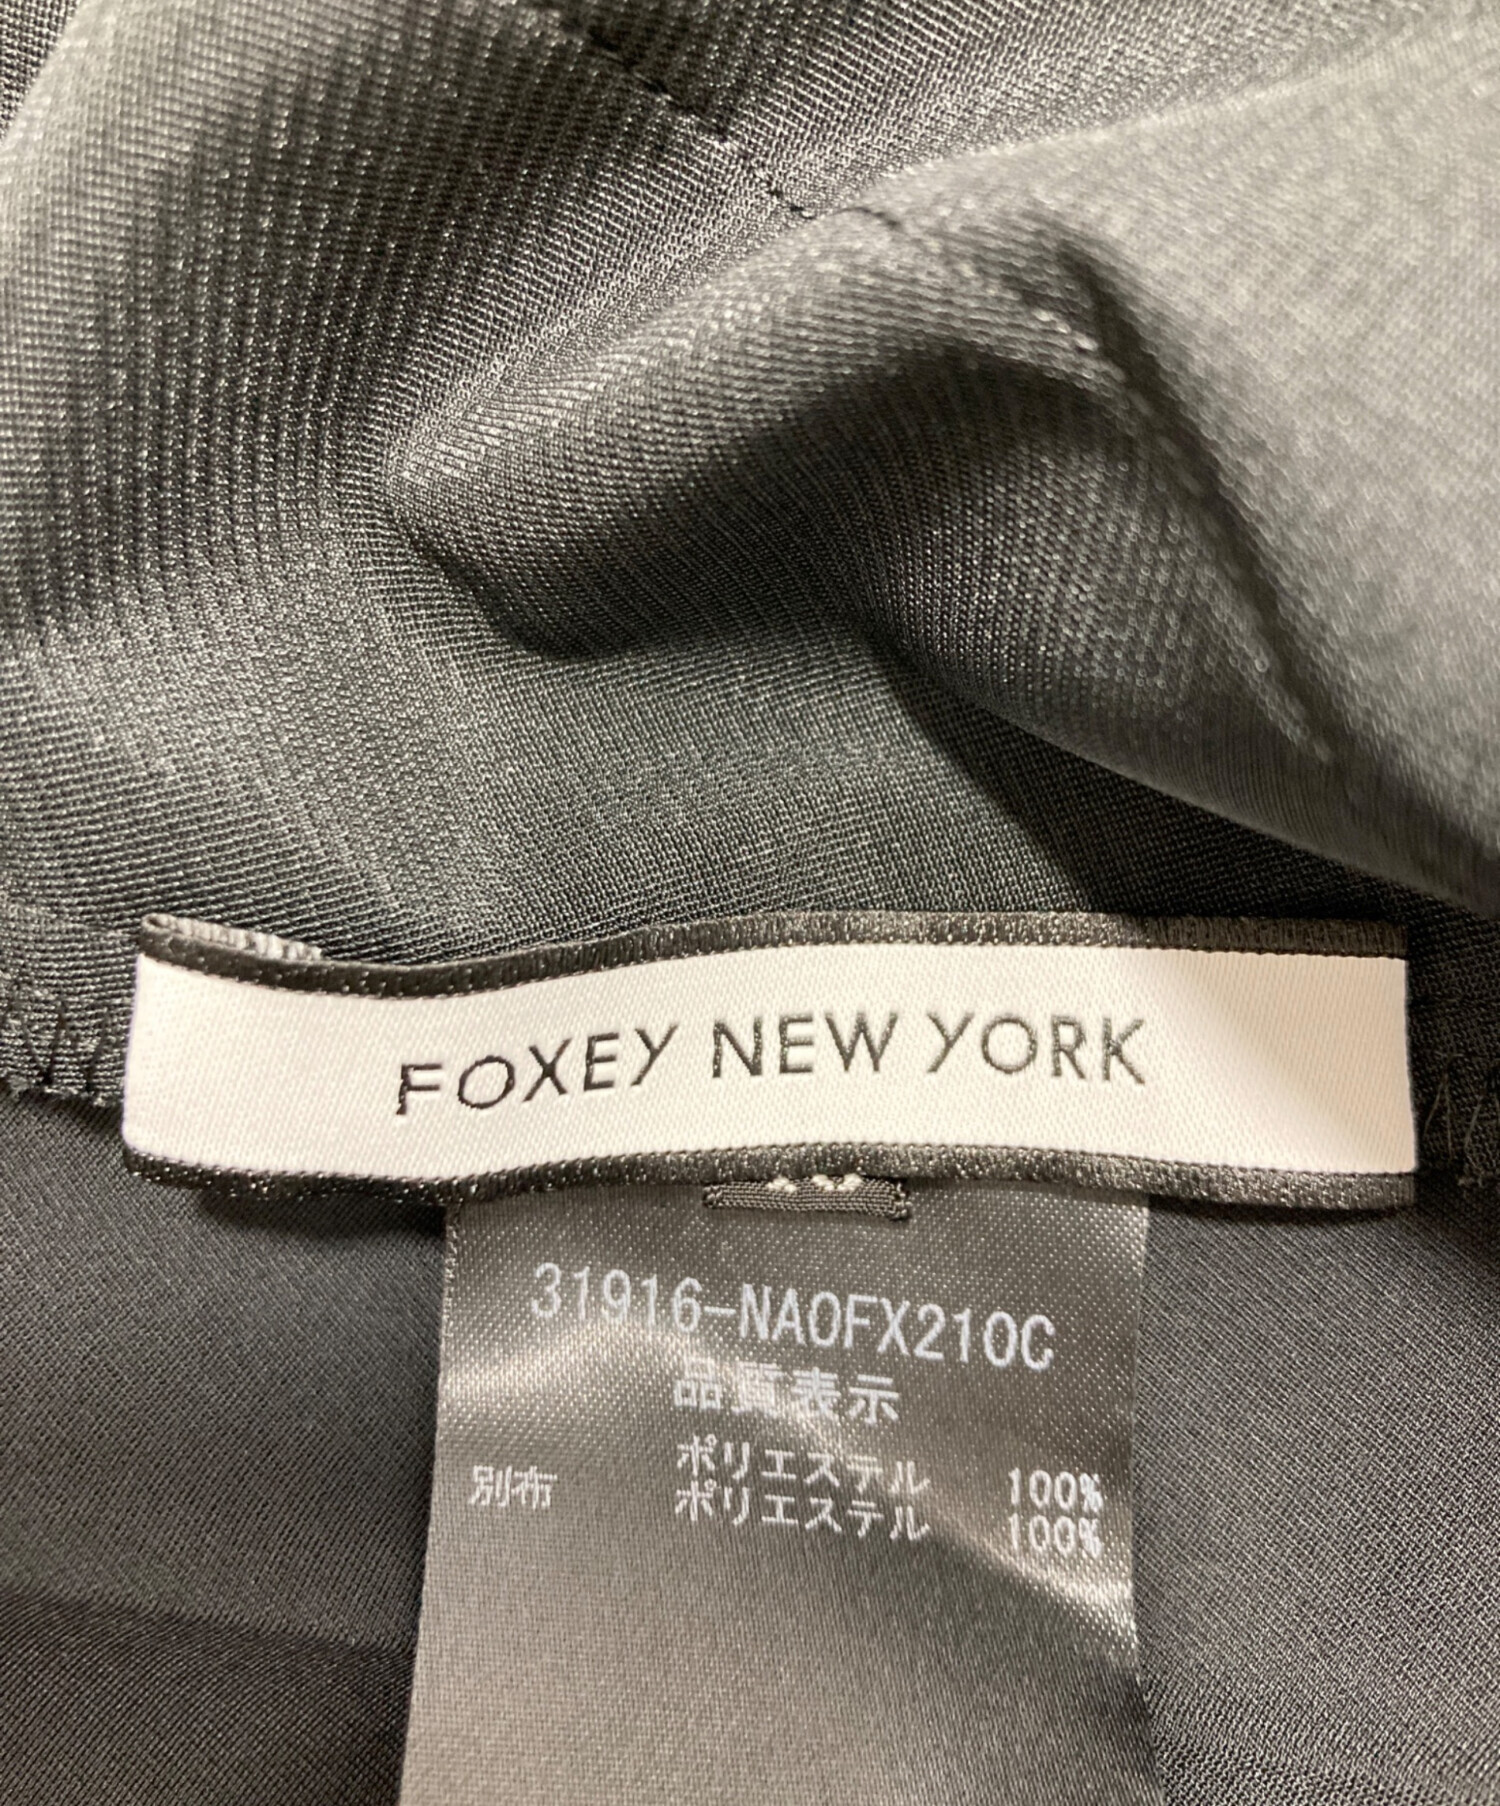 FOXEY NEW YORK
31916-NAOFX210C
品質表示
ポリエステル 100%
別布 ポリエステル 100%